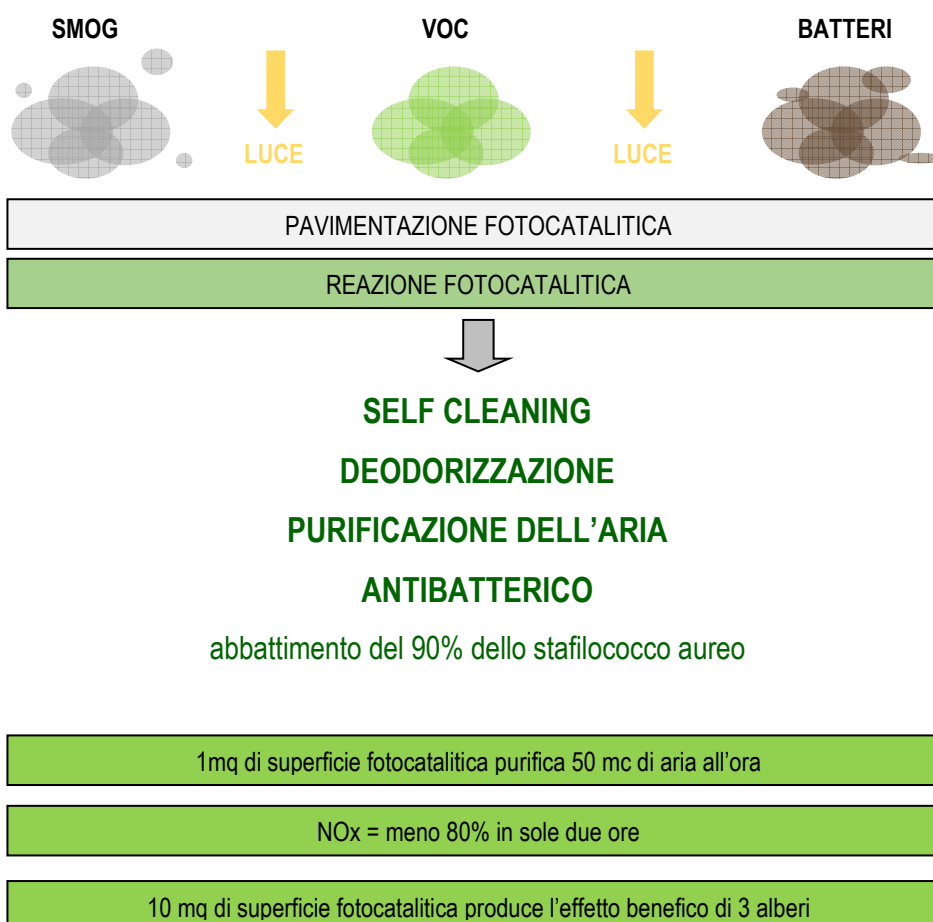 SMOG VOC BATTERI
LUCE LUCE
PAVIMENTAZIONE FOTOCATALITICA
REAZIONE FOTOCATALITICA
SELF CLEANING
DEODORIZZAZIONE
PURIFICAZIONE DELL’ARIA
ANTIBATTERICO
abbattimento del 90% dello stafilococco aureo
1mq di superficie fotocatalitica purifica 50 mc di aria all’ora
NOx = meno 80% in sole due ore
10 mq di superficie fotocatalitica produce l’effetto benefico di 3 alberi